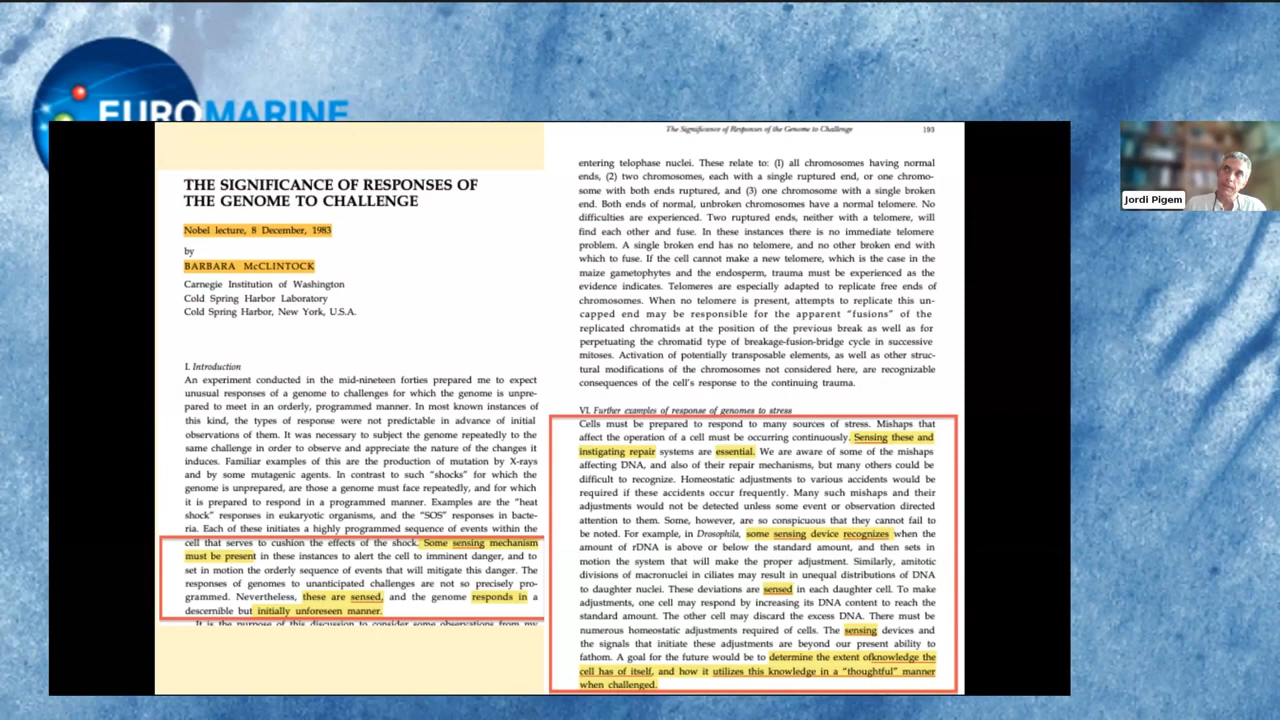 EUROMARINE
THE SIGNIFICANCE OF RESPONSES OF
THE GENOME TO CHALLENGE
Nobel lecture, 8 December, 1983
by
BARBARA McCLINTOCK
Carnegie Institution of Washington
Cold Spring Harbor Laboratory
Cold Spring Harbor, New York, U.S.A.
I. Introduction
An experiment conducted in the mid-nineteen forties prepared me to expect
unusual responses of a genome to challenges for which the genome is unpre-
pared to meet in an orderly, programmed manner. In most known instances of
this kind, the types of response were not predictable in advance of initial
observations of them. It was necessary to subject the genome repeatedly to the
same challenge in order to observe and appreciate the nature of the changes it
induces. Familiar examples of this are the production of mutation by X-rays
and by some mutagenic agents. In contrast to such “shocks” for which the
genome is unprepared, are those a genome must face repeatedly, and for which
it is prepared to respond in a programmed manner. Examples are the “heat
shock” responses in eukaryotic organisms, and the “SOS” responses in bacte-
ria. Each of these initiates a highly programmed sequence of events within the
cell that serves to cushion the effects of the shock. Some sensing mechanism
must be present in these instances to alert the cell to imminent danger, and to
set in motion the orderly sequence of events that will mitigate this danger. The
responses of genomes to unanticipated challenges are not so precisely pro-
grammed. Nevertheless, these are sensed, and the genome responds in a
descernible but initially unforeseen manner.
It is the purpose of this discussion to consider some observations from my
The Significance of Responses of the Genome to Challenge 193
entering telophase nuclei. These relate to: (1) all chromosomes having normal
ends, (2) two chromosomes, each with a single ruptured end, or one chromo-
some with both ends ruptured, and (3) one chromosome with a single broken
end. Both ends of normal, unbroken chromosomes have a normal telomere. No
difficulties are experienced. Two ruptured ends, neither with a telomere, will
find each other and fuse. In these instances there is no immediate telomere
problem. A single broken end has no telomere, and no other broken end with
which to fuse. If the cell cannot make a new telomere, which is the case in the
maize gametophytes and the endosperm, trauma must be experienced as the
evidence indicates. Telomeres are especially adapted to replicate free ends of
chromosomes. When no telomere is present, attempts to replicate this un-
capped end may be responsible for the apparent “fusions” of the
replicated chromatids at the position of the previous break as well as for
perpetuating the chromatid type of breakage-fusion-bridge cycle in successive
mitoses. Activation of potentially transposable elements, as well as other struc-
tural modifications of the chromosomes not considered here, are recognizable
consequences of the cell's response to the continuing trauma.
VI. Further examples of response of genomes to stress
Cells must be prepared to respond to many sources of stress. Mishaps that
affect the operation of a cell must be occurring continuously. Sensing these and
instigating repair systems are essential. We are aware of some of the mishaps
affecting DNA, and also of their repair mechanisms, but many others could be
difficult to recognize. Homeostatic adjustments to various accidents would be
required if these accidents occur frequently. Many such mishaps and their
adjustments would not be detected unless some event or observation directed
attention to them. Some, however, are so conspicuous that they cannot fail to
be noted. For example, in Drosophila, some sensing device recognizes when the
amount of rDNA is above or below the standard amount, and then sets in
motion the system that will make the proper adjustment. Similarly, amitotic
divisions of macronuclei in ciliates may result in unequal distributions of DNA
to daughter nuclei. These deviations are sensed in each daughter cell. To make
adjustments, one cell may respond by increasing its DNA content to reach the
standard amount. The other cell may discard the excess DNA. There must be
numerous homeostatic adjustments required of cells. The sensing devices and
the signals that initiate these adjustments are beyond our present ability to
fathom. A goal for the future would be to determine the extent ofknowledge the
cell has of itself, and how it utilizes this knowledge in a “thoughtful” manner
when challenged.
Jordi Pigem